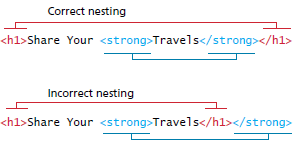 Correct nesting
<h1>Share Your <strong>Travels</strong></h1>
Incorrect nesting
<h1>Share Your <strong>Travels</h1></strong>